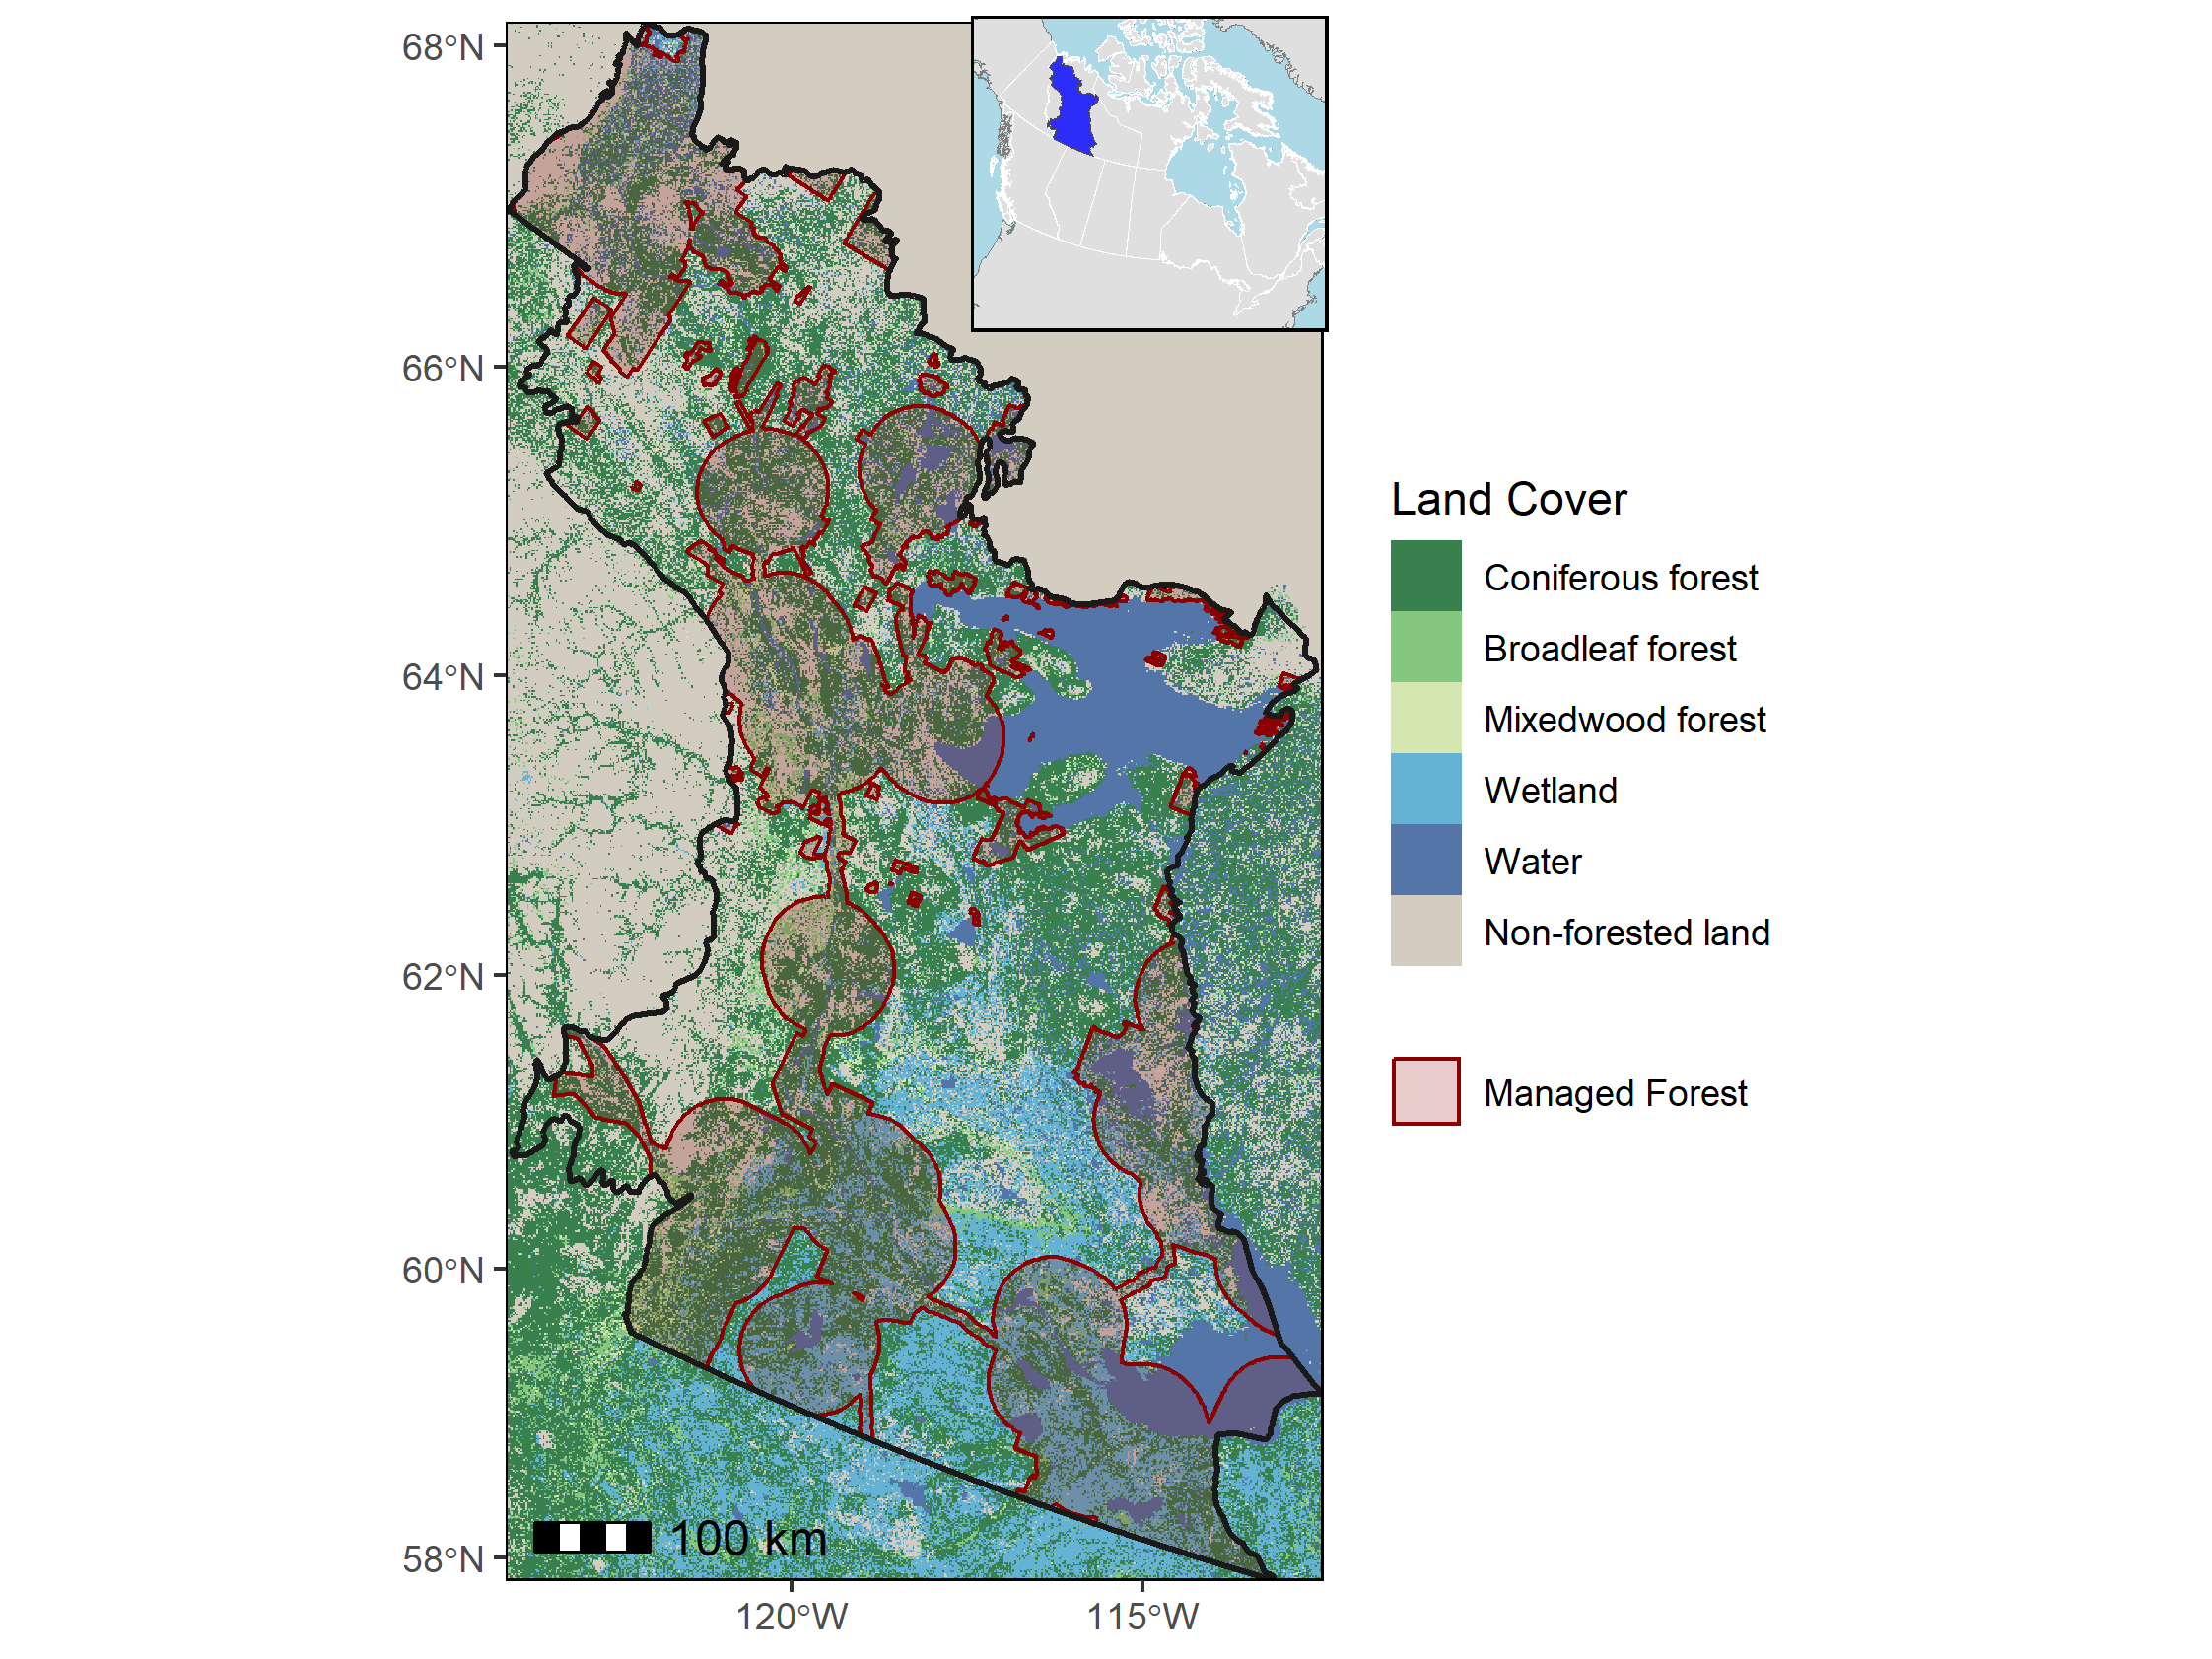 68°N
66°N
64°N
62°N
60°N
58°N
120°W
115°W
100 km
Land Cover
Coniferous forest
Broadleaf forest
Mixedwood forest
Wetland
Water
Non-forested land
Managed Forest